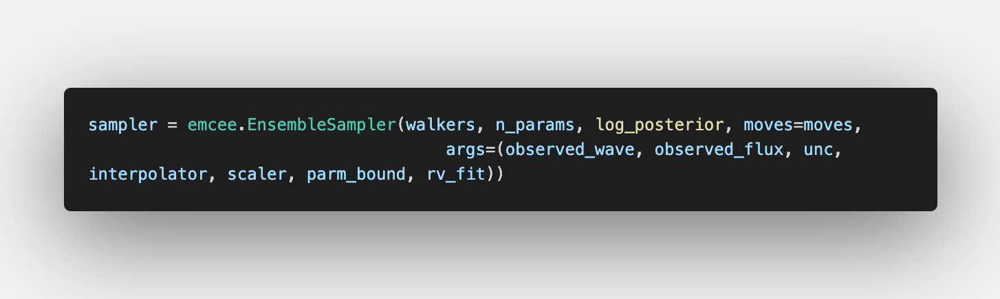 sampler = emcee.EnsembleSampler(walkers, n_params, log_posterior, moves=moves,
                                    args=(observed_wave, observed_flux, unc,
interpolator, scaler, parm_bound, rv_fit))